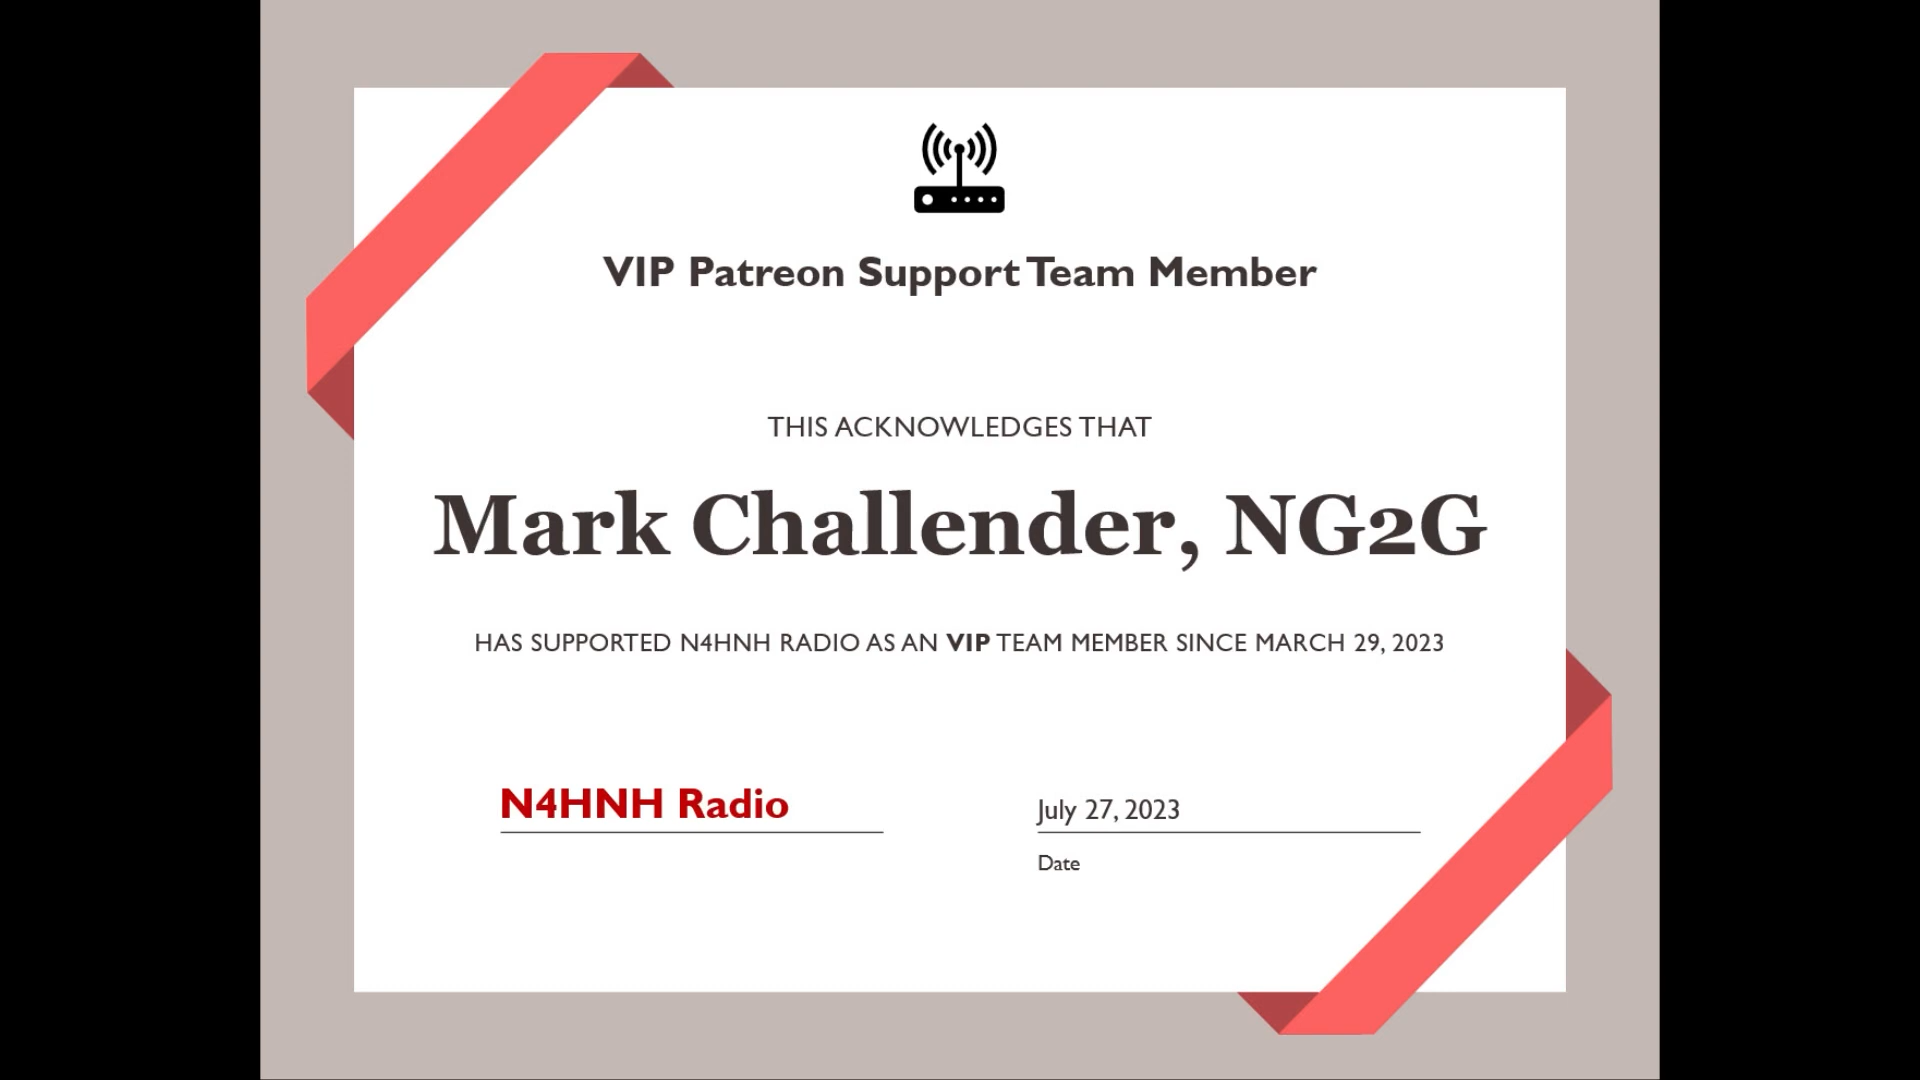 VIP Patreon Support Team Member
THIS ACKNOWLEDGES THAT
Mark Challender, NG2G
HAS SUPPORTED N4HNH RADIO AS AN VIP TEAM MEMBER SINCE MARCH 29, 2023
N4HNH Radio
July 27, 2023
Date